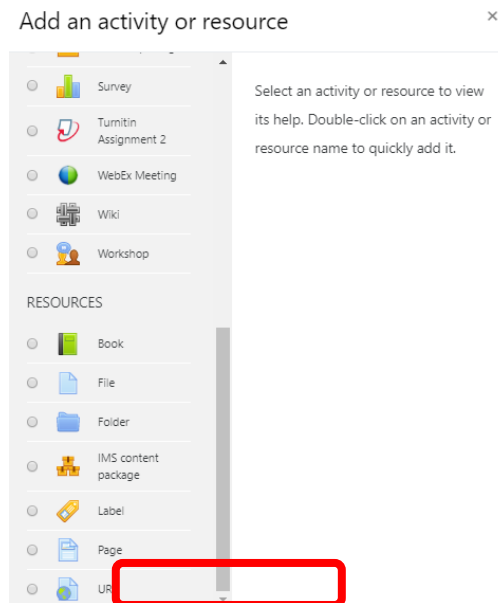 Add an activity or resource
×
Survey
Turnitin
Assignment 2
WebEx Meeting
Wiki
Workshop
RESOURCES
Book
File
Folder
IMS content
package
Label
Page
Select an activity or resource to view
its help. Double-click on an activity or
resource name to quickly add it.